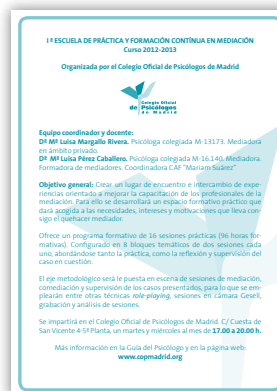 I ª ESCUELA DE PRÁCTICA Y FORMACIÓN CONTÍNUA EN MEDIACIÓN
Curso 2012-2013
Organizada por el Colegio Oficial de Psicólogos de Madrid
Colegio Oficial
de Psicólogos
de Madrid
Equipo coordinador y docente:
Dª Mª Luisa Margallo Rivera. Psicóloga colegiada M-13173. Mediadora
en ámbito privado.
Dª Mª Luisa Pérez Caballero. Psicóloga colegiada M-16.140. Mediadora.
Formadora de mediadores. Coordinadora CAF "Mariam Suárez"
Objetivo general: Crear un lugar de encuentro e intercambio de expe-
riencias orientado a mejorar la capacitación de los profesionales de la
mediación. Para ello se desarrollará un espacio formativo práctico que
dará acogida a las necesidades, intereses y motivaciones que lleva con-
sigo el quehacer mediador.
Ofrece un programa formativo de 16 sesiones prácticas (96 horas for-
mativas). Configurado en 8 bloques temáticos de dos sesiones cada
uno, abordándose tanto la práctica, como la reflexión y supervisión del
caso en cuestión.
El eje metodológico será le puesta en escena de sesiones de mediación,
comediación y supervisión de los casos presentados, para lo que se em-
plearán entre otras técnicas role-playing, sesiones en cámara Gesell,
grabación y análisis de sesiones.
Se impartirá en el Colegio Oficial de Psicólogos de Madrid. C/ Cuesta de
San Vicente 4-5ª Planta, un martes y miércoles al mes de 17.00 a 20.00 h.
Más información en la Guía del Psicólogo y en la página web:
www.copmadrid.org